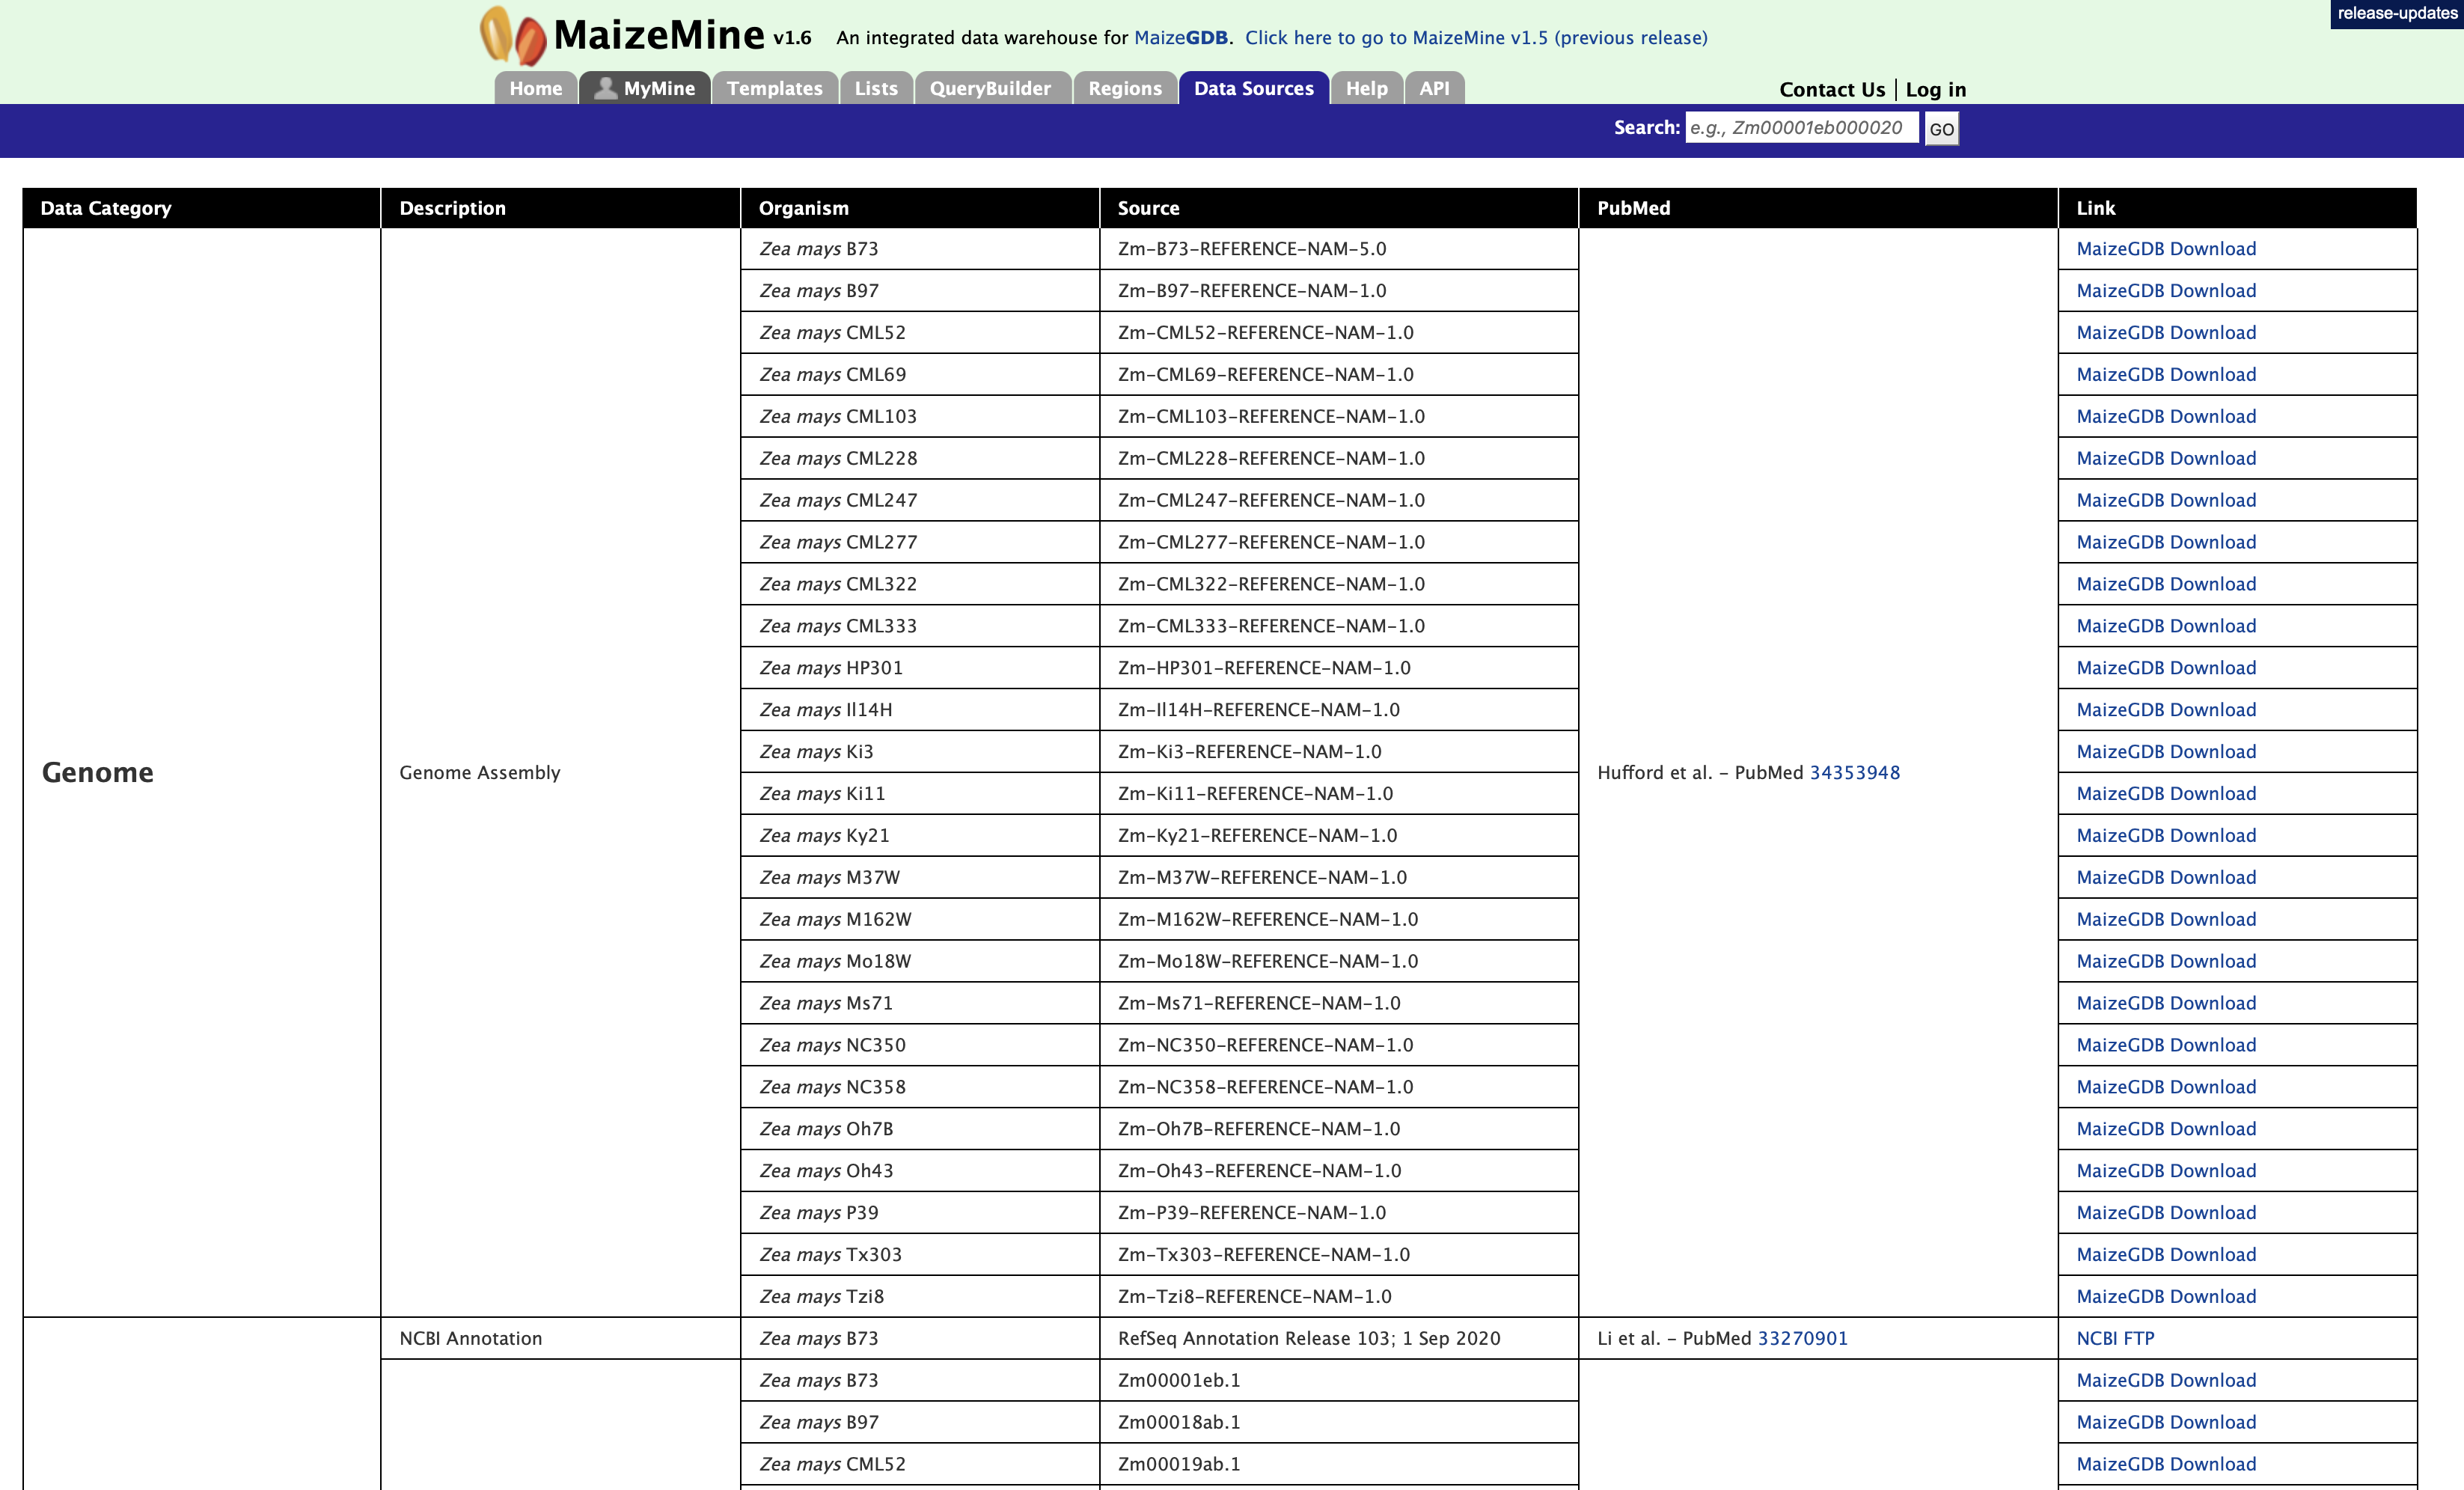 release-updates
MaizeMine v1.6 An integrated data warehouse for MaizeGDB. Click here to go to MaizeMine v1.5 (previous release)
Home MyMine Templates Lists QueryBuilder Regions Data Sources Help API Contact Us | Log in
Search: e.g., Zm00001eb000020 GO
Data Category Description Organism Source PubMed Link
Zea mays B73 Zm-B73-REFERENCE-NAM-5.0 MaizeGDB Download
Zea mays B97 Zm-B97-REFERENCE-NAM-1.0 MaizeGDB Download
Zea mays CML52 Zm-CML52-REFERENCE-NAM-1.0 MaizeGDB Download
Zea mays CML69 Zm-CML69-REFERENCE-NAM-1.0 MaizeGDB Download
Zea mays CML103 Zm-CML103-REFERENCE-NAM-1.0 MaizeGDB Download
Zea mays CML228 Zm-CML228-REFERENCE-NAM-1.0 MaizeGDB Download
Zea mays CML247 Zm-CML247-REFERENCE-NAM-1.0 MaizeGDB Download
Zea mays CML277 Zm-CML277-REFERENCE-NAM-1.0 MaizeGDB Download
Zea mays CML322 Zm-CML322-REFERENCE-NAM-1.0 MaizeGDB Download
Zea mays CML333 Zm-CML333-REFERENCE-NAM-1.0 MaizeGDB Download
Zea mays HP301 Zm-HP301-REFERENCE-NAM-1.0 MaizeGDB Download
Zea mays Il14H Zm-Il14H-REFERENCE-NAM-1.0 MaizeGDB Download
Zea mays Ki3 Zm-Ki3-REFERENCE-NAM-1.0 MaizeGDB Download
Genome Genome Assembly Hufford et al. - PubMed 34353948
Zea mays Ki11 Zm-Ki11-REFERENCE-NAM-1.0 MaizeGDB Download
Zea mays Ky21 Zm-Ky21-REFERENCE-NAM-1.0 MaizeGDB Download
Zea mays M37W Zm-M37W-REFERENCE-NAM-1.0 MaizeGDB Download
Zea mays M162W Zm-M162W-REFERENCE-NAM-1.0 MaizeGDB Download
Zea mays Mo18W Zm-Mo18W-REFERENCE-NAM-1.0 MaizeGDB Download
Zea mays Ms71 Zm-Ms71-REFERENCE-NAM-1.0 MaizeGDB Download
Zea mays NC350 Zm-NC350-REFERENCE-NAM-1.0 MaizeGDB Download
Zea mays NC358 Zm-NC358-REFERENCE-NAM-1.0 MaizeGDB Download
Zea mays Oh7B Zm-Oh7B-REFERENCE-NAM-1.0 MaizeGDB Download
Zea mays Oh43 Zm-Oh43-REFERENCE-NAM-1.0 MaizeGDB Download
Zea mays P39 Zm-P39-REFERENCE-NAM-1.0 MaizeGDB Download
Zea mays Tx303 Zm-Tx303-REFERENCE-NAM-1.0 MaizeGDB Download
Zea mays Tzi8 Zm-Tzi8-REFERENCE-NAM-1.0 MaizeGDB Download
NCBI Annotation Zea mays B73 RefSeq Annotation Release 103; 1 Sep 2020 Li et al. - PubMed 33270901 NCBI FTP
Zea mays B73 Zm00001eb.1 MaizeGDB Download
Zea mays B97 Zm00018ab.1 MaizeGDB Download
Zea mays CML52 Zm00019ab.1 MaizeGDB Download